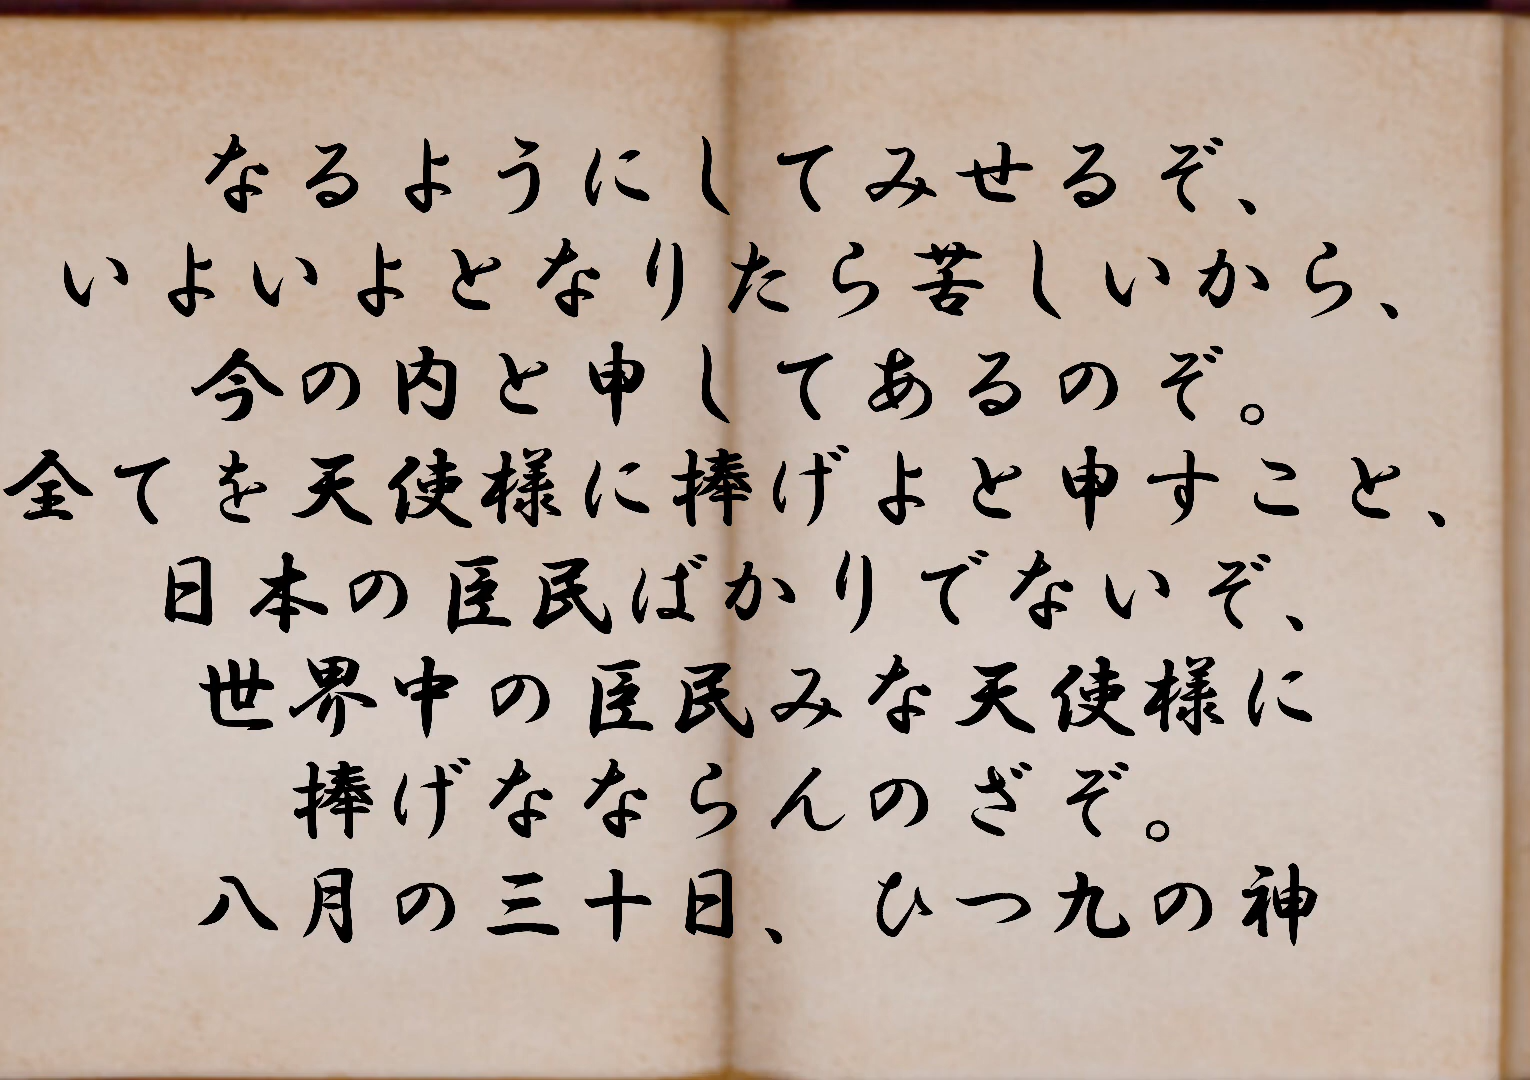 なるようにしてみせるぞ、
いよいよとなりたら苦しいから、
今の内と申してあるのぞ。
全てを天使様に捧げよと申すこと、
日本の臣民ばかりでないぞ、
世界中の臣民みな天使様に
捧げなならんのざぞ。
八月の三十日、ひつ九の神